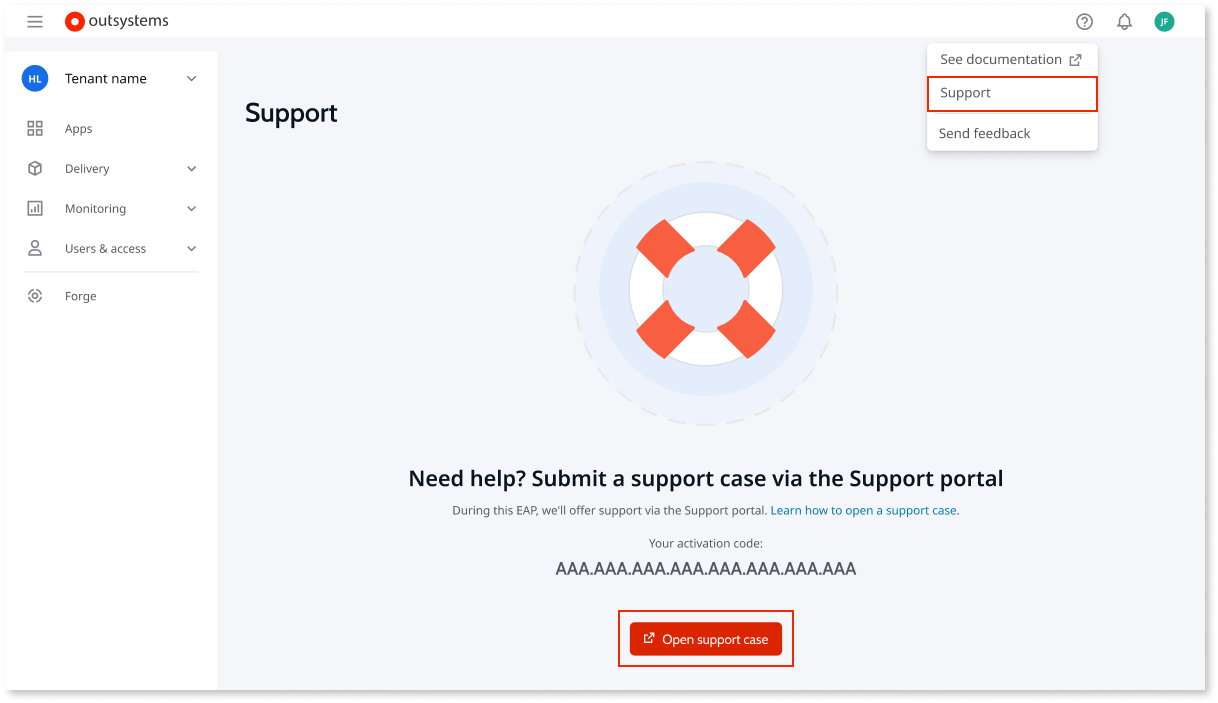 outsystems
JF
HL
Tenant name
Apps
Delivery
Monitoring
Users & access
Forge
See documentation
Support
Send feedback
Support
Need help? Submit a support case via the Support portal
During this EAP, we'll offer support via the Support portal. Learn how to open a support case.
Your activation code:
AAA.AAA.AAA.AAA.AAA.AAA.AAA.AAA
Open support case